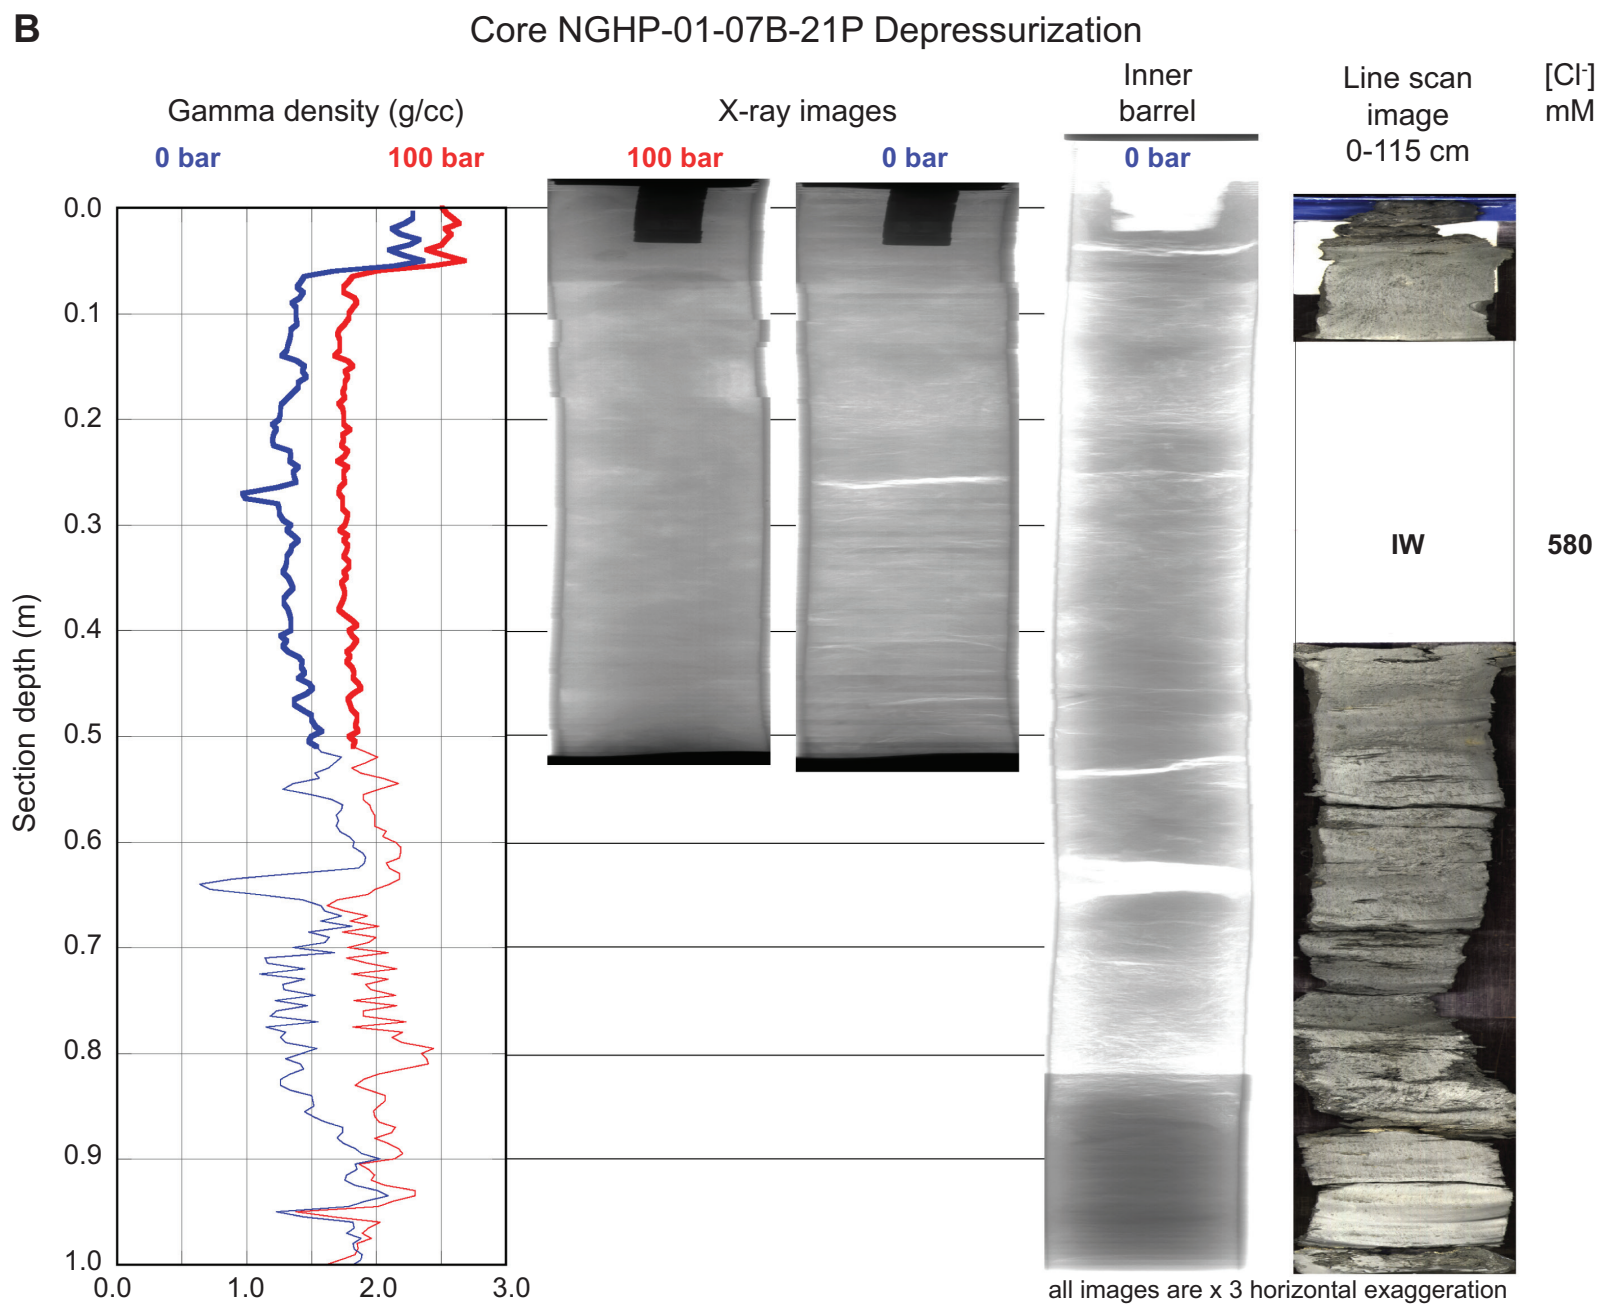 B
Core NGHP-01-07B-21P Depressurization
Gamma density (g/cc)
0 bar
100 bar
X-ray images
100 bar
0 bar
Inner
barrel
0 bar
Line scan
image
0-115 cm
[Cl-]
mM
Section depth (m)
0.0
0.1
0.2
0.3
0.4
0.5
0.6
0.7
0.8
0.9
1.0
0.0
1.0
2.0
3.0
IW
580
all images are x 3 horizontal exaggeration